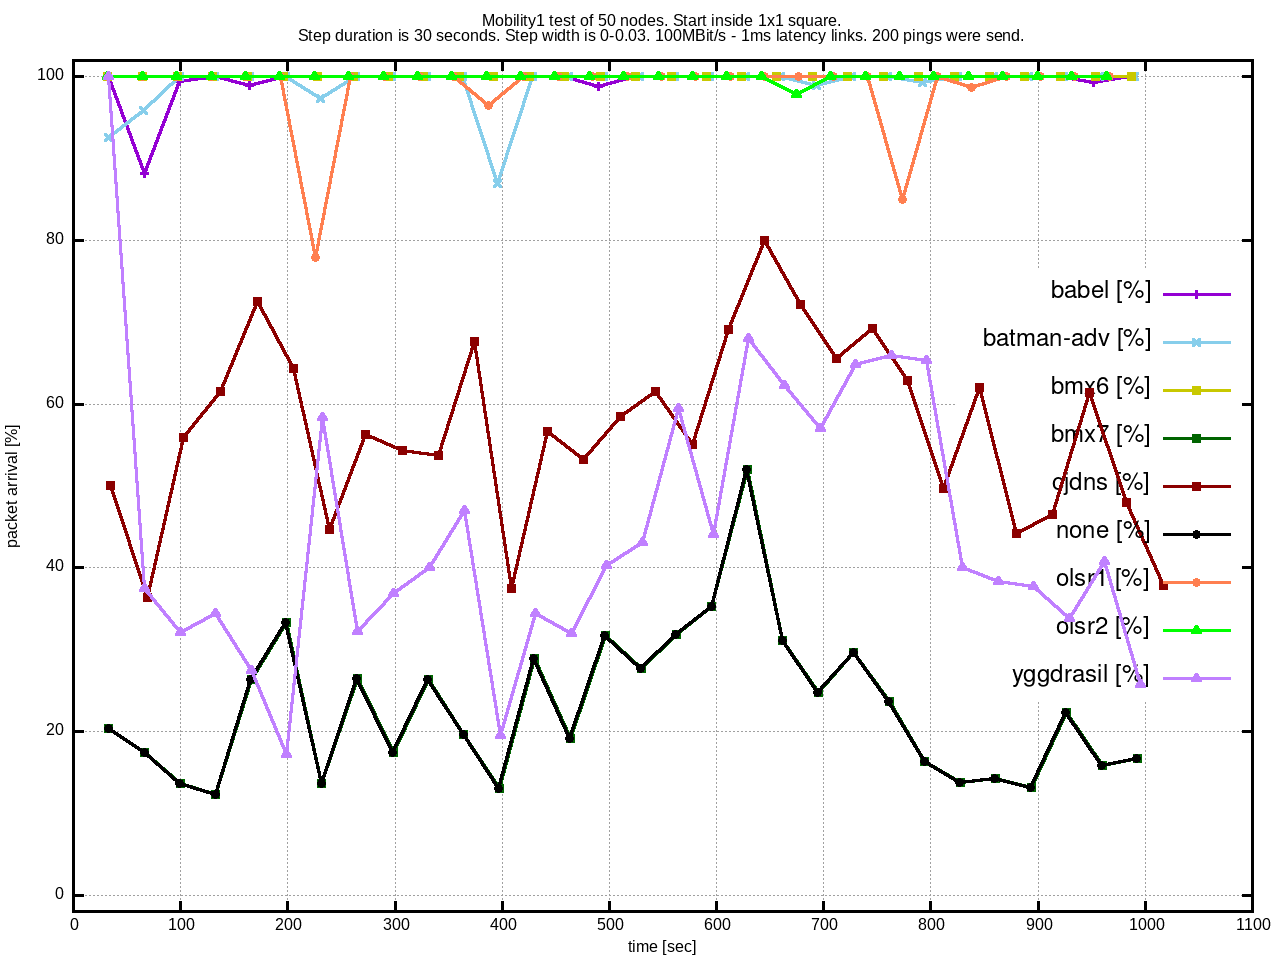 Mobility1 test of 50 nodes. Start inside 1x1 square.
Step duration is 30 seconds. Step width is 0-0.03. 100MBit/s - 1ms latency links. 200 pings were send.
100
80
60
40
20
0
packet arrival [%]
babel [%]
batman-adv [%]
bmx6 [%]
bmx7 [%]
cjdns [%]
none [%]
olsr1 [%]
olsr2 [%]
yggdrasil [%]
0 100 200 300 400 500 600 700 800 900 1000 1100
time [sec]